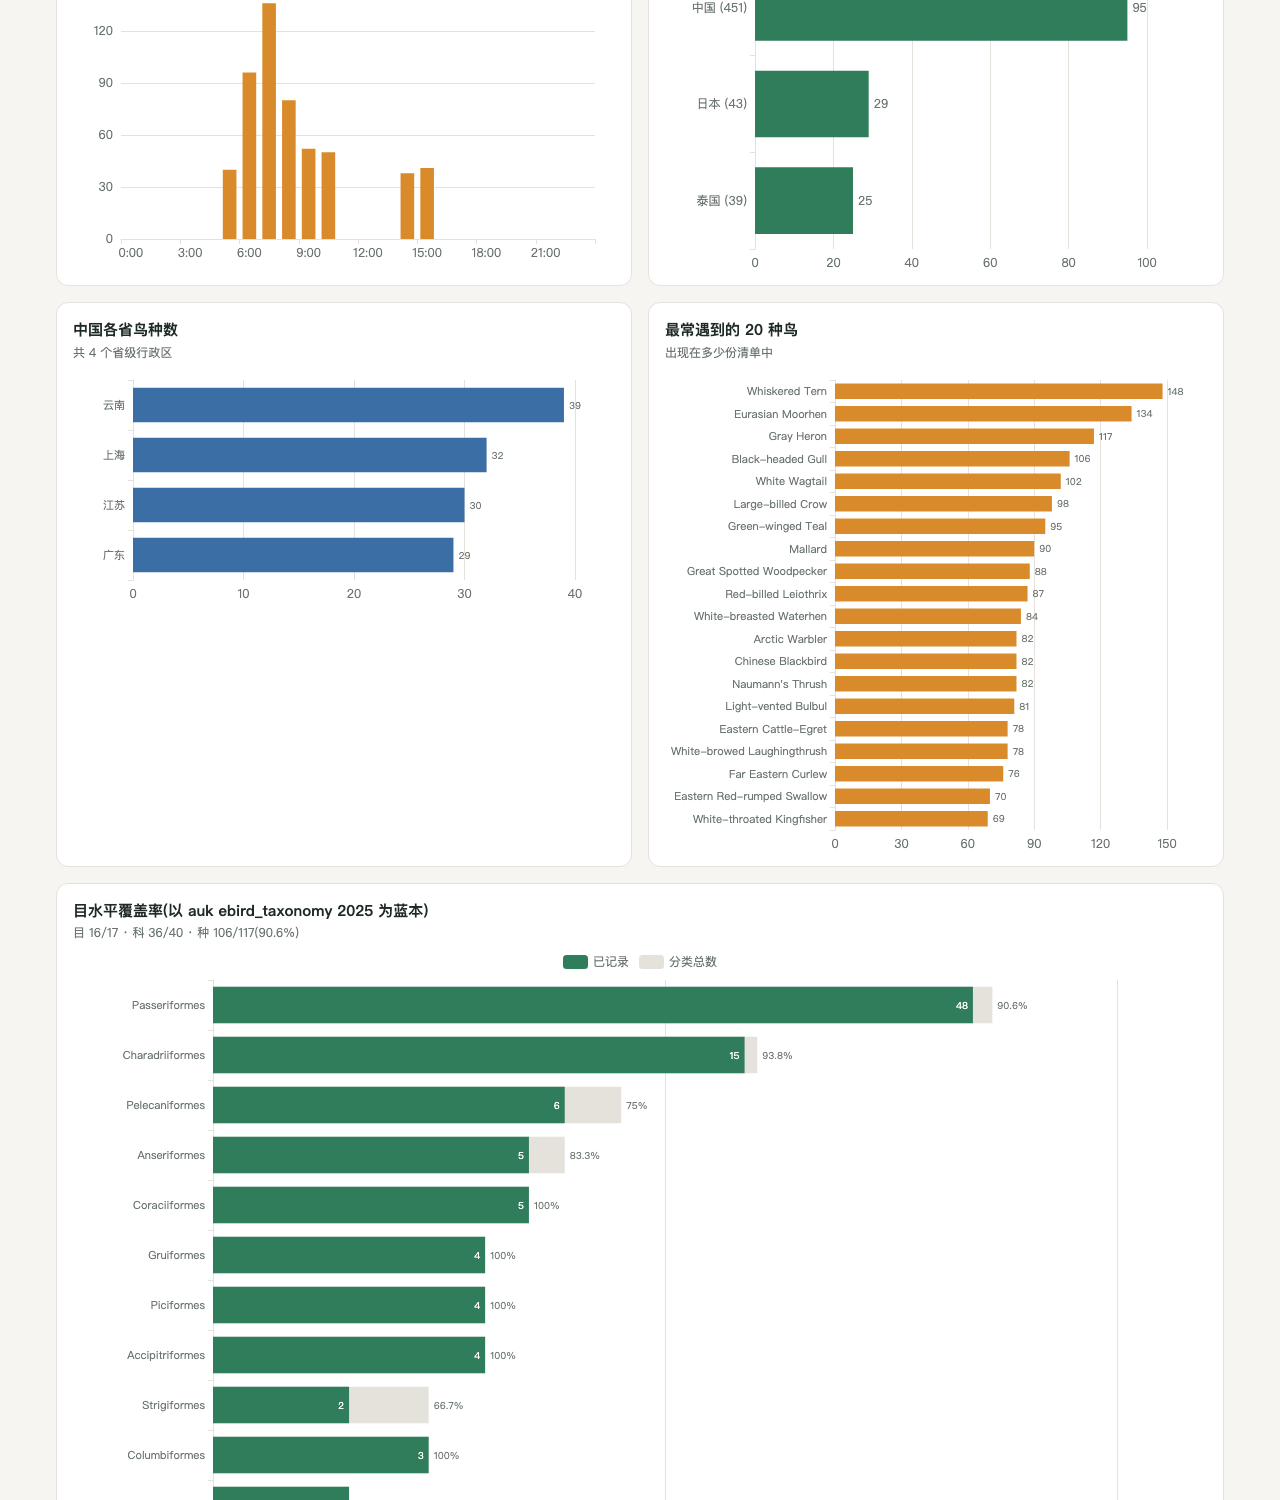 120
90
60
30
0
0:00 3:00 6:00 9:00 12:00 15:00 18:00 21:00
中国 (451) 95
日本 (43) 29
泰国 (39) 25
0 20 40 60 80 100
中国各省鸟种数
共 4 个省级行政区
云南 39
上海 32
江苏 30
广东 29
0 10 20 30 40
最常遇到的 20 种鸟
出现在多少份清单中
Whiskered Tern 148
Eurasian Moorhen 134
Gray Heron 117
Black-headed Gull 106
White Wagtail 102
Large-billed Crow 98
Green-winged Teal 95
Mallard 90
Great Spotted Woodpecker 88
Red-billed Leiothrix 87
White-breasted Waterhen 84
Arctic Warbler 82
Chinese Blackbird 82
Naumann's Thrush 82
Light-vented Bulbul 81
Eastern Cattle-Egret 78
White-browed Laughingthrush 78
Far Eastern Curlew 76
Eastern Red-rumped Swallow 70
White-throated Kingfisher 69
0 30 60 90 120 150
目水平覆盖率(以 auk ebird_taxonomy 2025 为蓝本)
目 16/17 · 科 36/40 · 种 106/117(90.6%)
已记录 分类总数
Passeriformes 48 90.6%
Charadriiformes 15 93.8%
Pelecaniformes 6 75%
Anseriformes 5 83.3%
Coraciiformes 5 100%
Gruiformes 4 100%
Piciformes 4 100%
Accipitriformes 4 100%
Strigiformes 2 66.7%
Columbiformes 3 100%